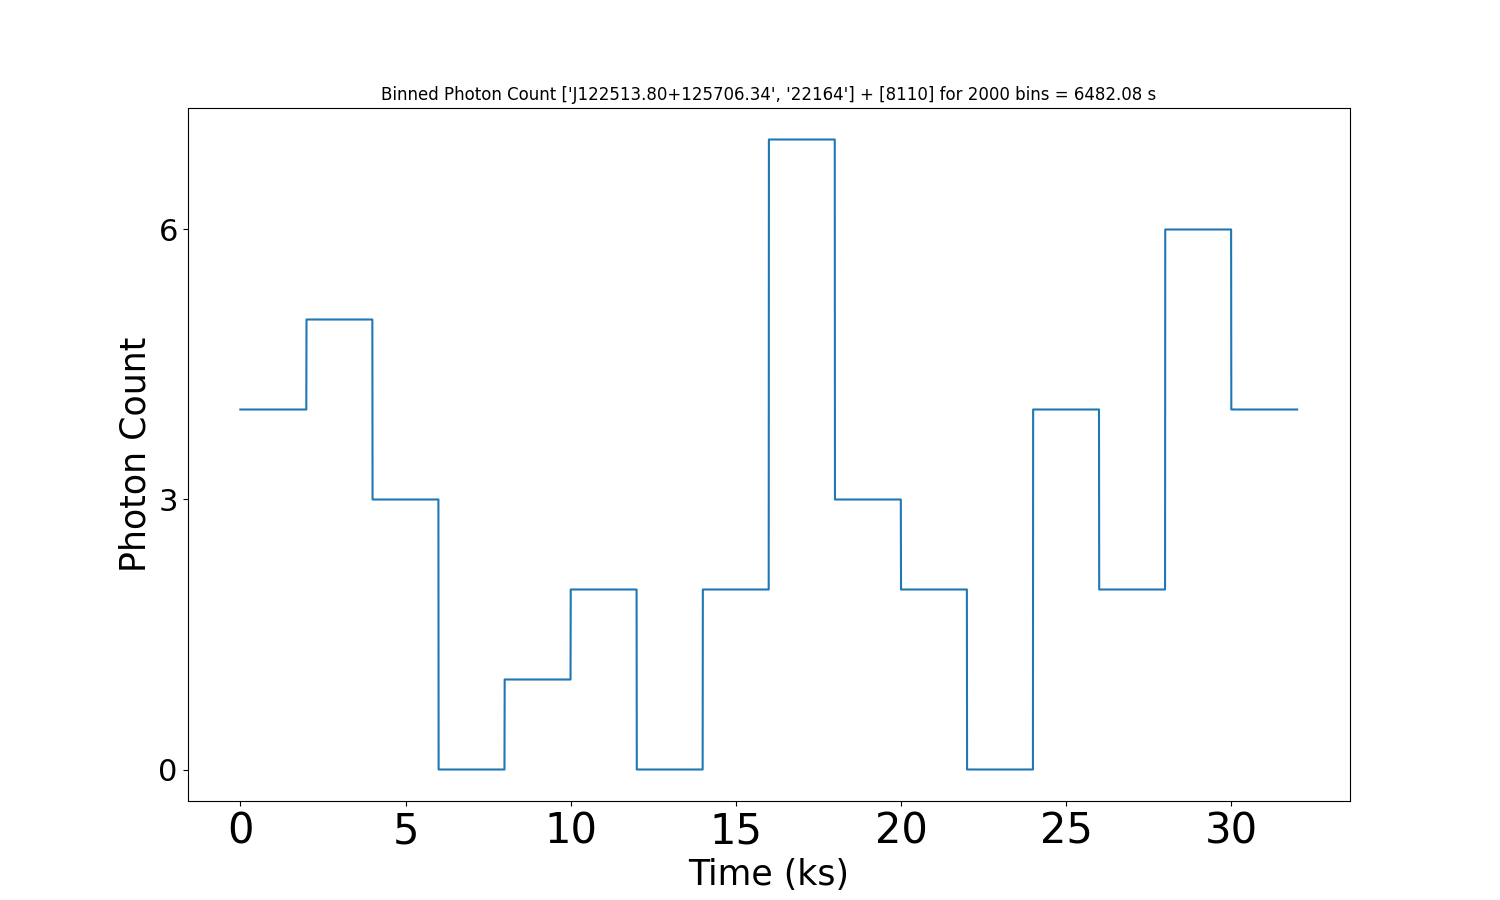 Binned Photon Count ['J122513.80+125706.34', '22164'] + [8110] for 2000 bins = 6482.08 s
6
3
0
Photon Count
0 5 10 15 20 25 30
Time (ks)